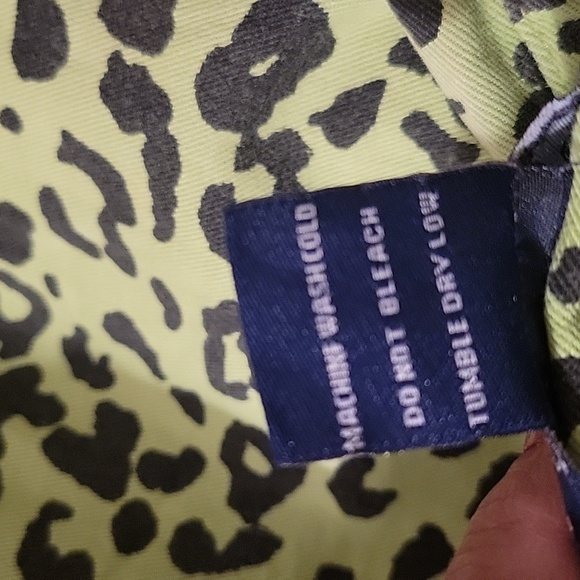 MACHINE WASH COLD
DO NOT BLEACH
TUMBLE DRY LOW